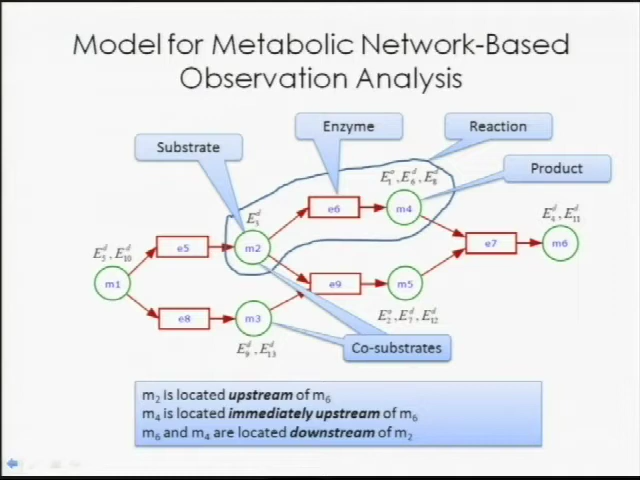 Model for Metabolic Network-Based
Observation Analysis
Enzyme
Reaction
Substrate
Product
E₁ᵃ,E₆ᵈ,E₈ᵈ
e6
m4
E₃ᵈ
E₄ᵈ,E₁₁ᵈ
e5
m2
e7
m6
E₅ᵈ,E₁₀ᵈ
m1
e9
m5
e8
m3
E₂ᵃ,E₇ᵈ,E₁₂ᵈ
E₉ᵈ,E₁₃ᵈ
Co-substrates
m₂ is located upstream of m₆
m₄ is located immediately upstream of m₆
m₆ and m₄ are located downstream of m₂